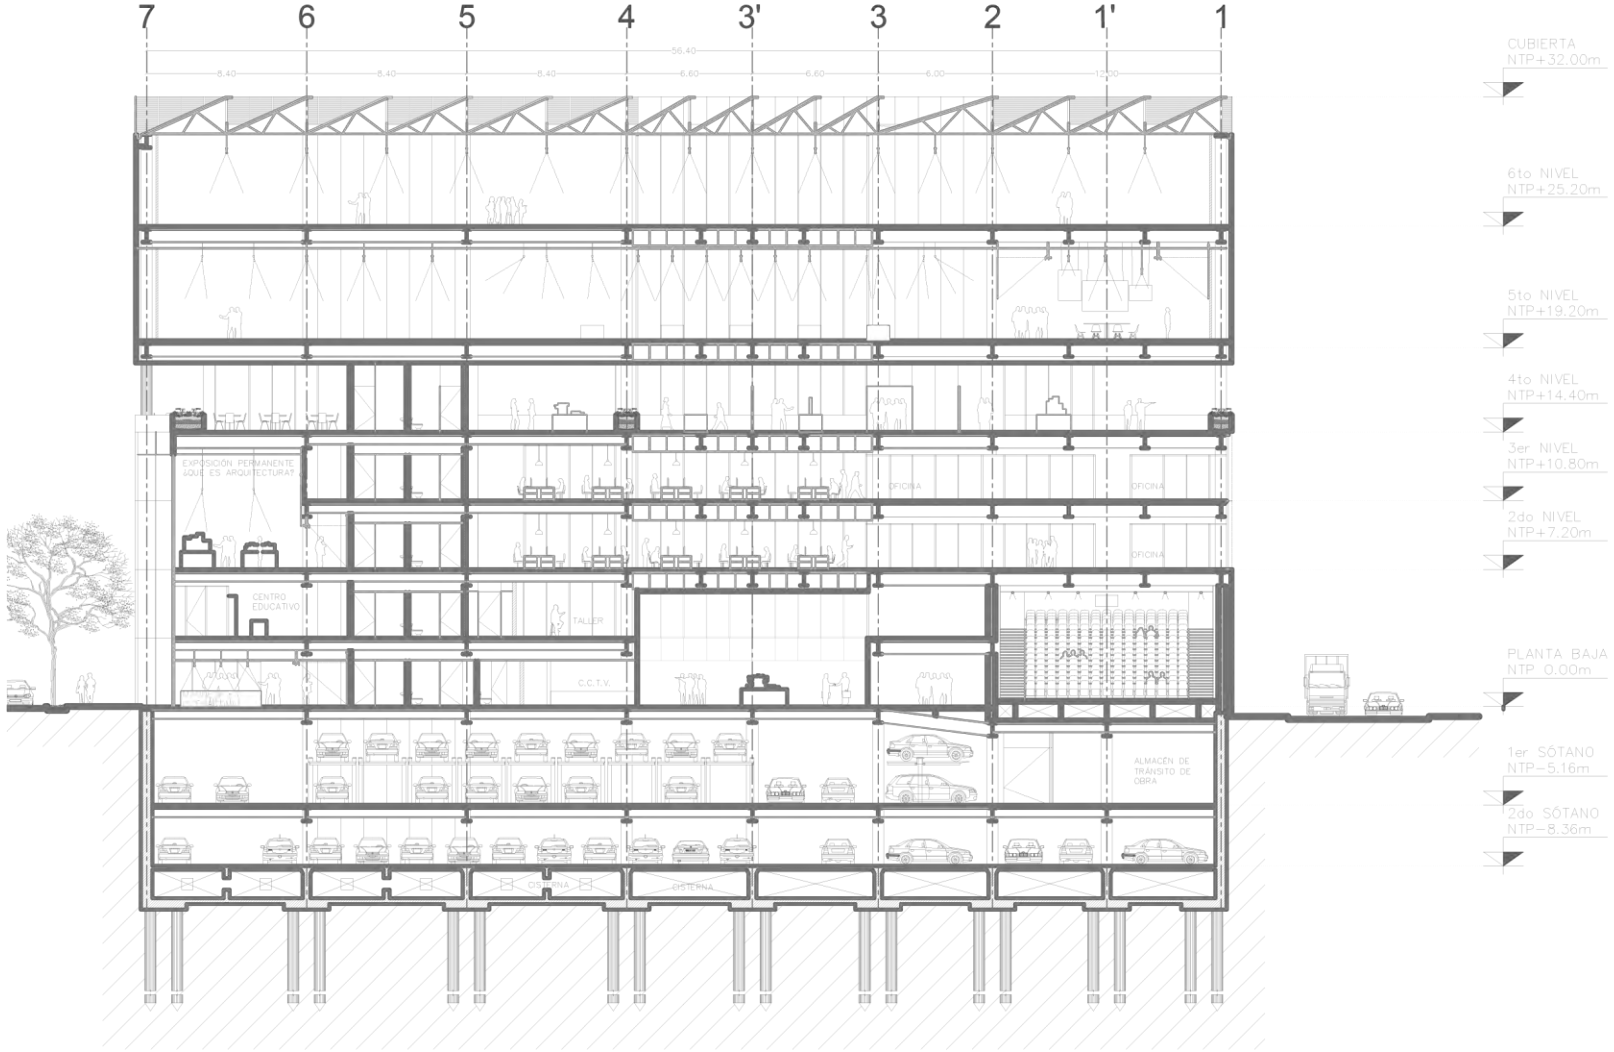 7 6 5 4 3' 3 2 1' 1
56.40
8.40 8.40 8.40 6.60 6.60 6.00 12.00
CUBIERTA
NTP+32.00m
6to NIVEL
NTP+25.20m
5to NIVEL
NTP+19.20m
4to NIVEL
NTP+14.40m
3er NIVEL
NTP+10.80m
2do NIVEL
NTP+7.20m
PLANTA BAJA
NTP 0.00m
1er SÓTANO
NTP-5.16m
2do SÓTANO
NTP-8.36m
EXPOSICIÓN PERMANENTE
¿QUÉ ES ARQUITECTURA?
OFICINA
OFICINA
OFICINA
CENTRO
EDUCATIVO
TALLER
C.C.T.V.
ALMACÉN DE
TRÁNSITO DE
OBRA
CISTERNA
CISTERNA